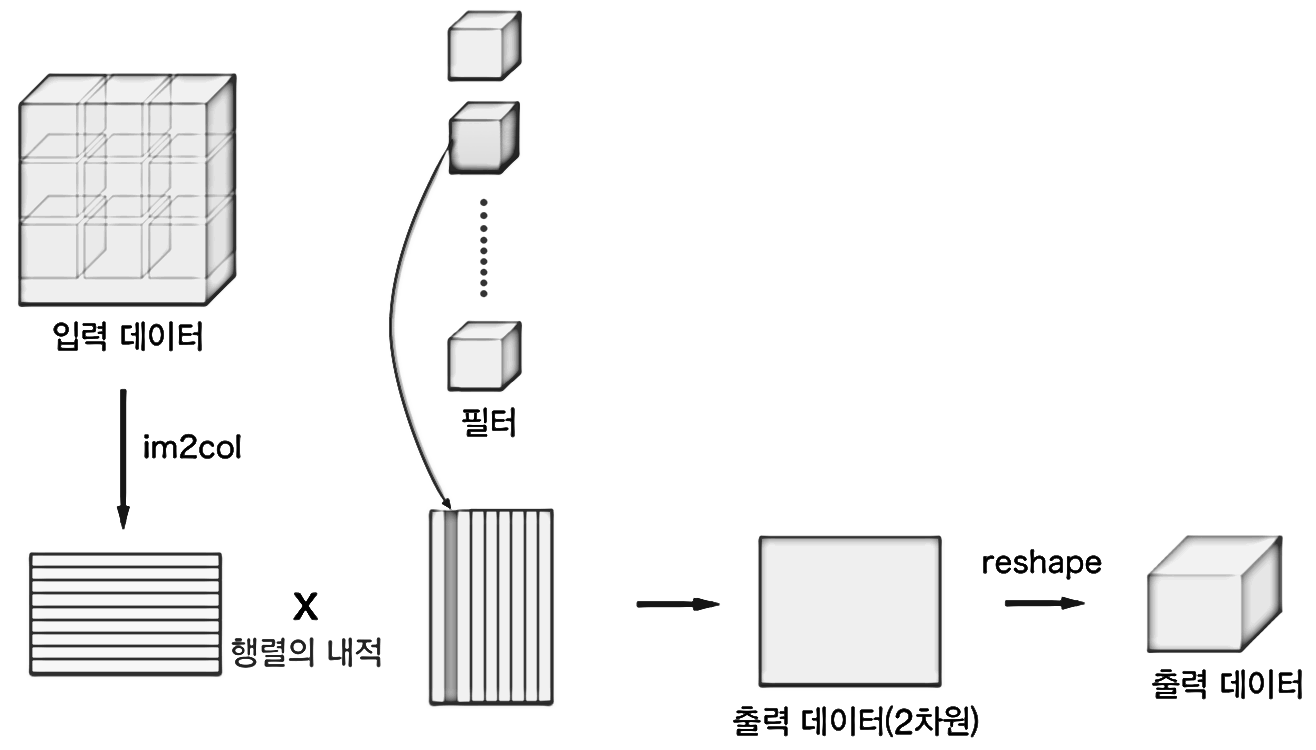 입력 데이터
im2col
필터
X
행렬의 내적
출력 데이터(2차원)
reshape
출력 데이터